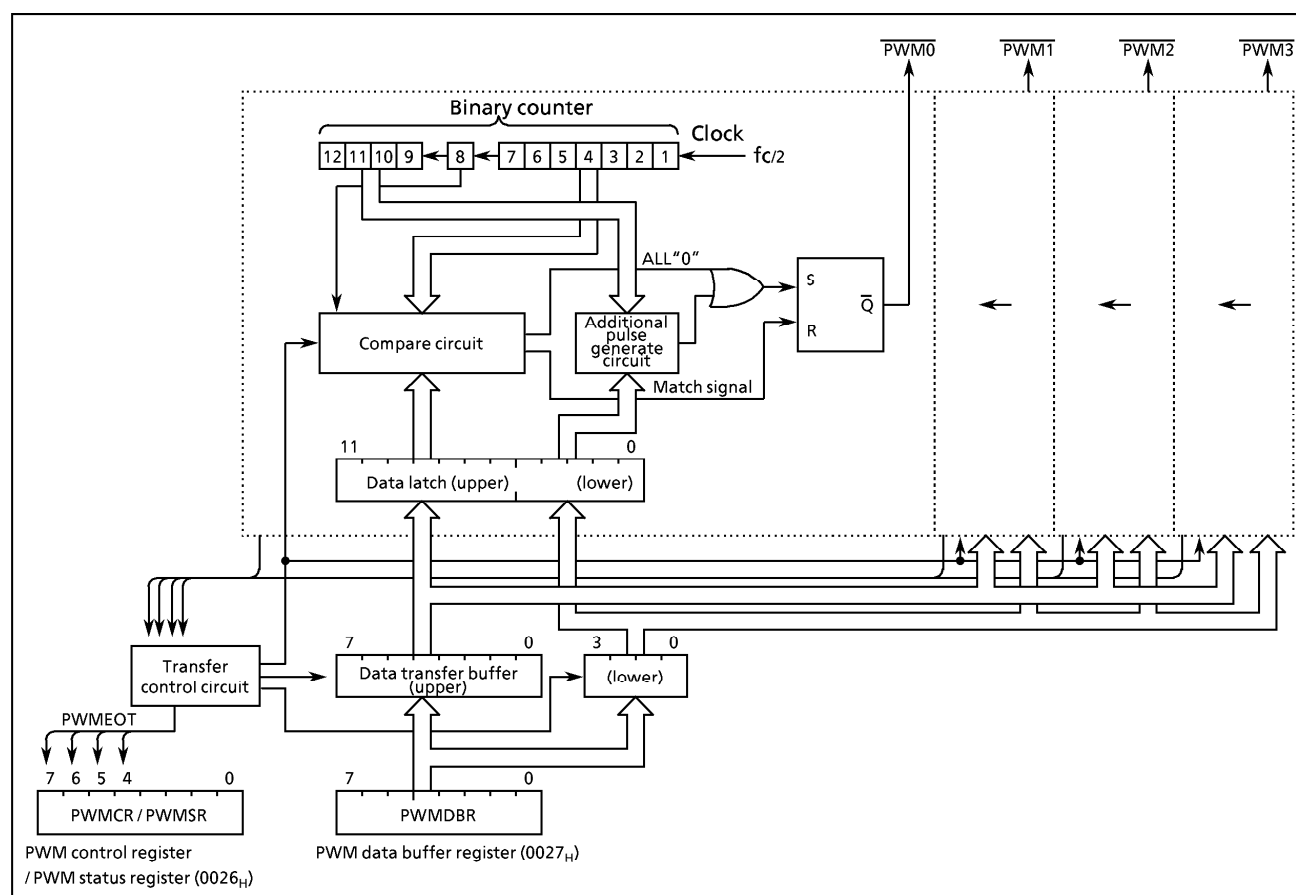 PWM0 PWM1 PWM2 PWM3
Binary counter
Clock
12 11 10 9 8 7 6 5 4 3 2 1
fc/2
ALL"0"
S
Q
R
Compare circuit
Additional
pulse
generate
circuit
Match signal
11 0
Data latch (upper) (lower)
7 0 3 0
Transfer
control circuit
Data transfer buffer
(upper)
(lower)
PWMEOT
7 6 5 4 0
7 0
PWMCR / PWMSR
PWMDBR
PWM control register
/ PWM status register (0026H)
PWM data buffer register (0027H)